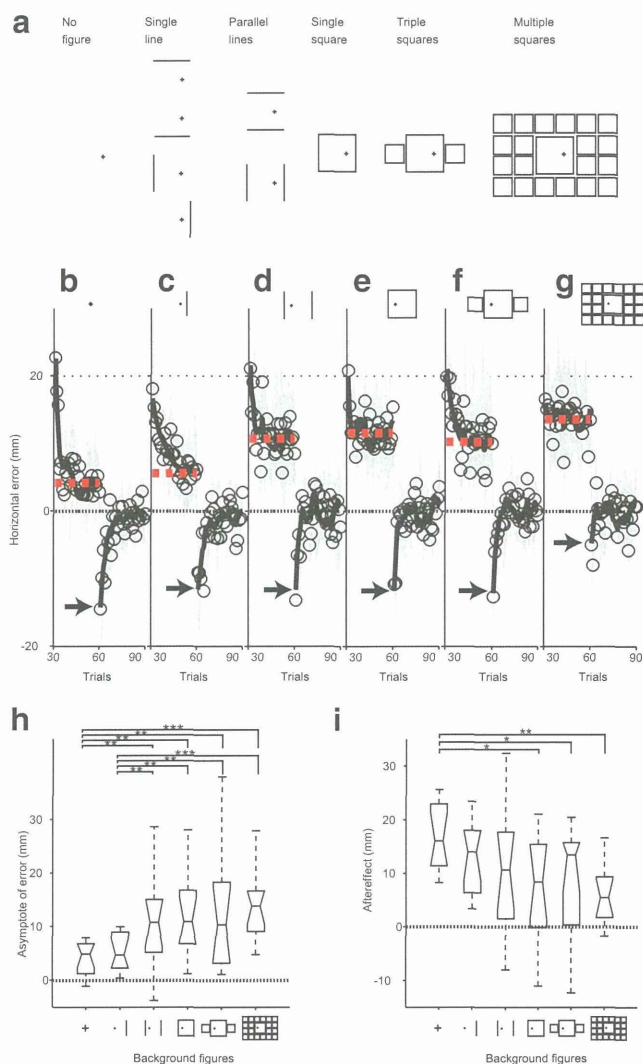 a
No Single Parallel Single Triple Multiple
figure line lines square squares squares
b c d e f g
20
0
-20
Horizontal error (mm)
30 60 90 30 60 90 30 60 90 30 60 90 30 60 90 30 60 90
Trials Trials Trials Trials Trials Trials
h
***
**
**
**
***
**
**
**
30
20
10
0
Asymptote of error (mm)
Background figures
i
**
*
*
30
20
10
0
-10
Aftereffect (mm)
Background figures